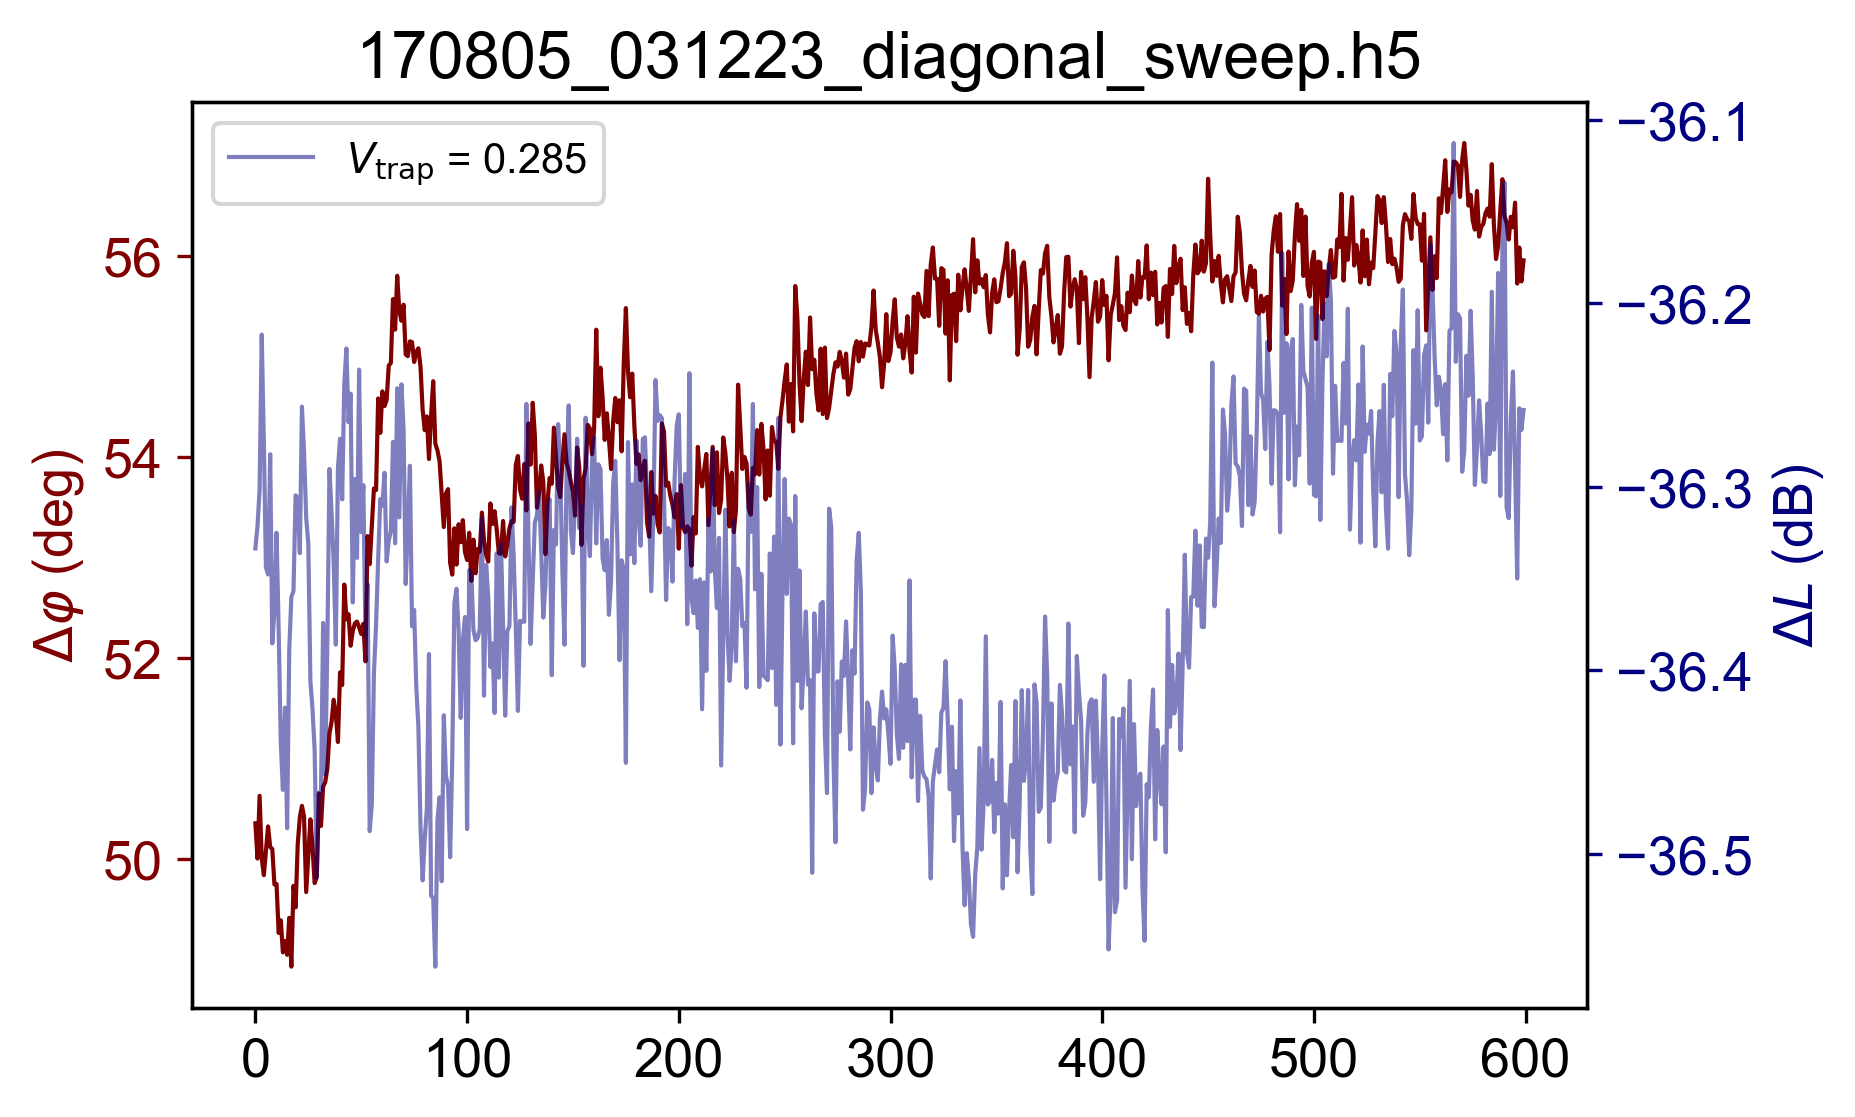 170805_031223_diagonal_sweep.h5
V_trap = 0.285
Δφ (deg)
56
54
52
50
−36.1
−36.2
−36.3
−36.4
−36.5
ΔL (dB)
0 100 200 300 400 500 600